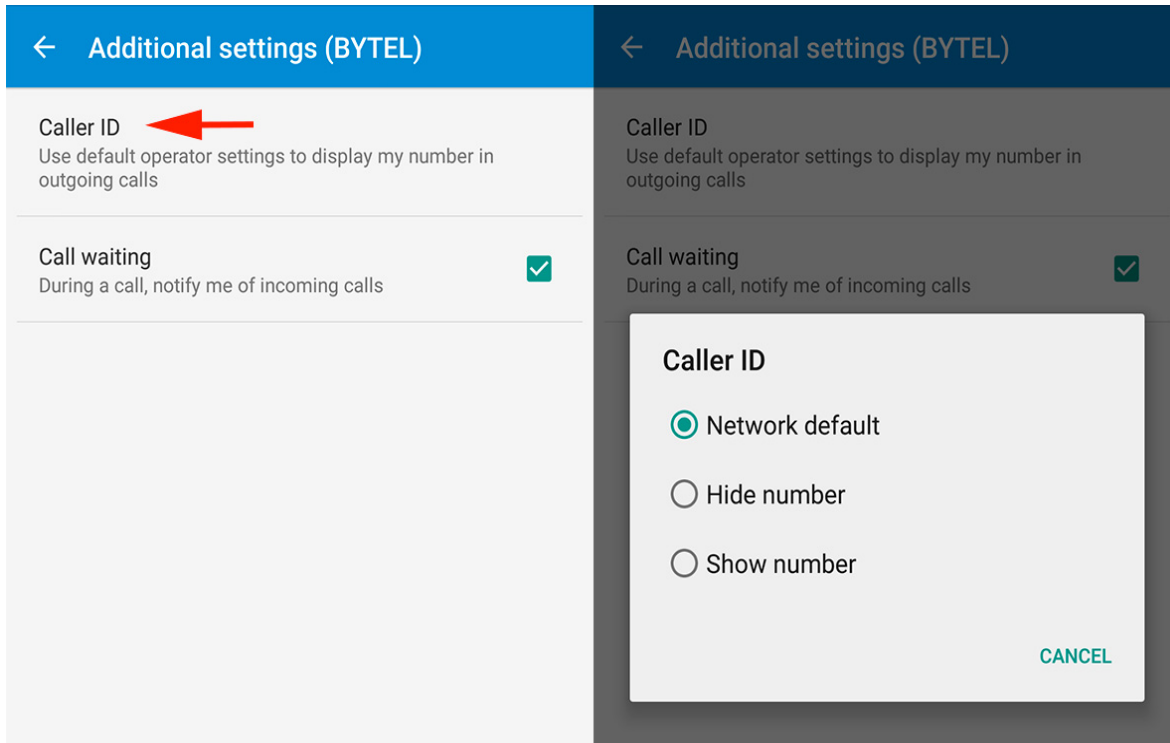 Additional settings (BYTEL)
Caller ID
Use default operator settings to display my number in
outgoing calls
Call waiting
During a call, notify me of incoming calls
Additional settings (BYTEL)
Caller ID
Use default operator settings to display my number in
outgoing calls
Call waiting
During a call, notify me of incoming calls
Caller ID
Network default
Hide number
Show number
CANCEL